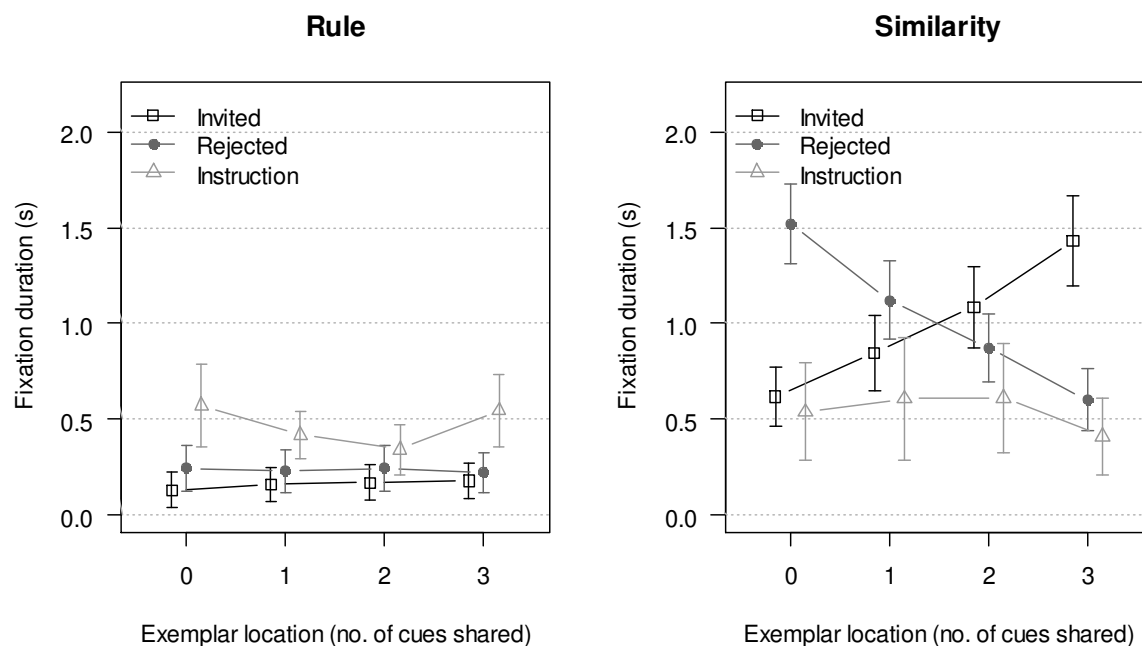 Rule
Invited
Rejected
Instruction
2.0
1.5
1.0
0.5
0.0
Fixation duration (s)
0 1 2 3
Exemplar location (no. of cues shared)
Similarity
Invited
Rejected
Instruction
2.0
1.5
1.0
0.5
0.0
Fixation duration (s)
0 1 2 3
Exemplar location (no. of cues shared)